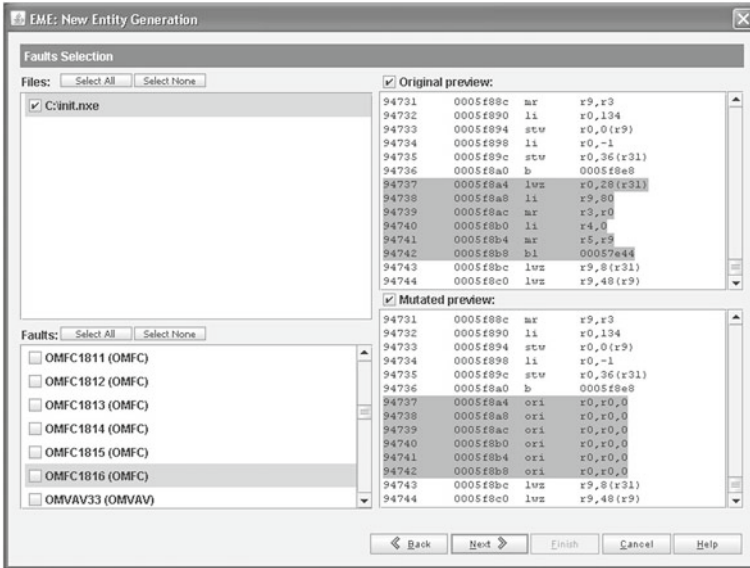 EME: New Entity Generation
Faults Selection
Files: Select All Select None
C:\init.nxe
Original preview:
94731 0005f88c mr r9,r3
94732 0005f890 li r0,134
94733 0005f894 stw r0,0(r9)
94734 0005f898 li r0,-1
94735 0005f89c stw r0,36(r31)
94736 0005f8a0 b 0005f8e8
94737 0005f8a4 lwz r0,28(r31)
94738 0005f8a8 li r9,80
94739 0005f8ac mr r3,r0
94740 0005f8b0 li r4,0
94741 0005f8b4 mr r5,r9
94742 0005f8b8 bl 00057e44
94743 0005f8bc lwz r9,8(r31)
94744 0005f8c0 lwz r9,48(r9)
Faults: Select All Select None
OMFC1811 (OMFC)
OMFC1812 (OMFC)
OMFC1813 (OMFC)
OMFC1814 (OMFC)
OMFC1815 (OMFC)
OMFC1816 (OMFC)
OMVAV33 (OMVAV)
Mutated preview:
94731 0005f88c mr r9,r3
94732 0005f890 li r0,134
94733 0005f894 stw r0,0(r9)
94734 0005f898 li r0,-1
94735 0005f89c stw r0,36(r31)
94736 0005f8a0 b 0005f8e8
94737 0005f8a4 ori r0,r0,0
94738 0005f8a8 ori r0,r0,0
94739 0005f8ac ori r0,r0,0
94740 0005f8b0 ori r0,r0,0
94741 0005f8b4 ori r0,r0,0
94742 0005f8b8 ori r0,r0,0
94743 0005f8bc lwz r9,8(r31)
94744 0005f8c0 lwz r9,48(r9)
Back Next Finish Cancel Help